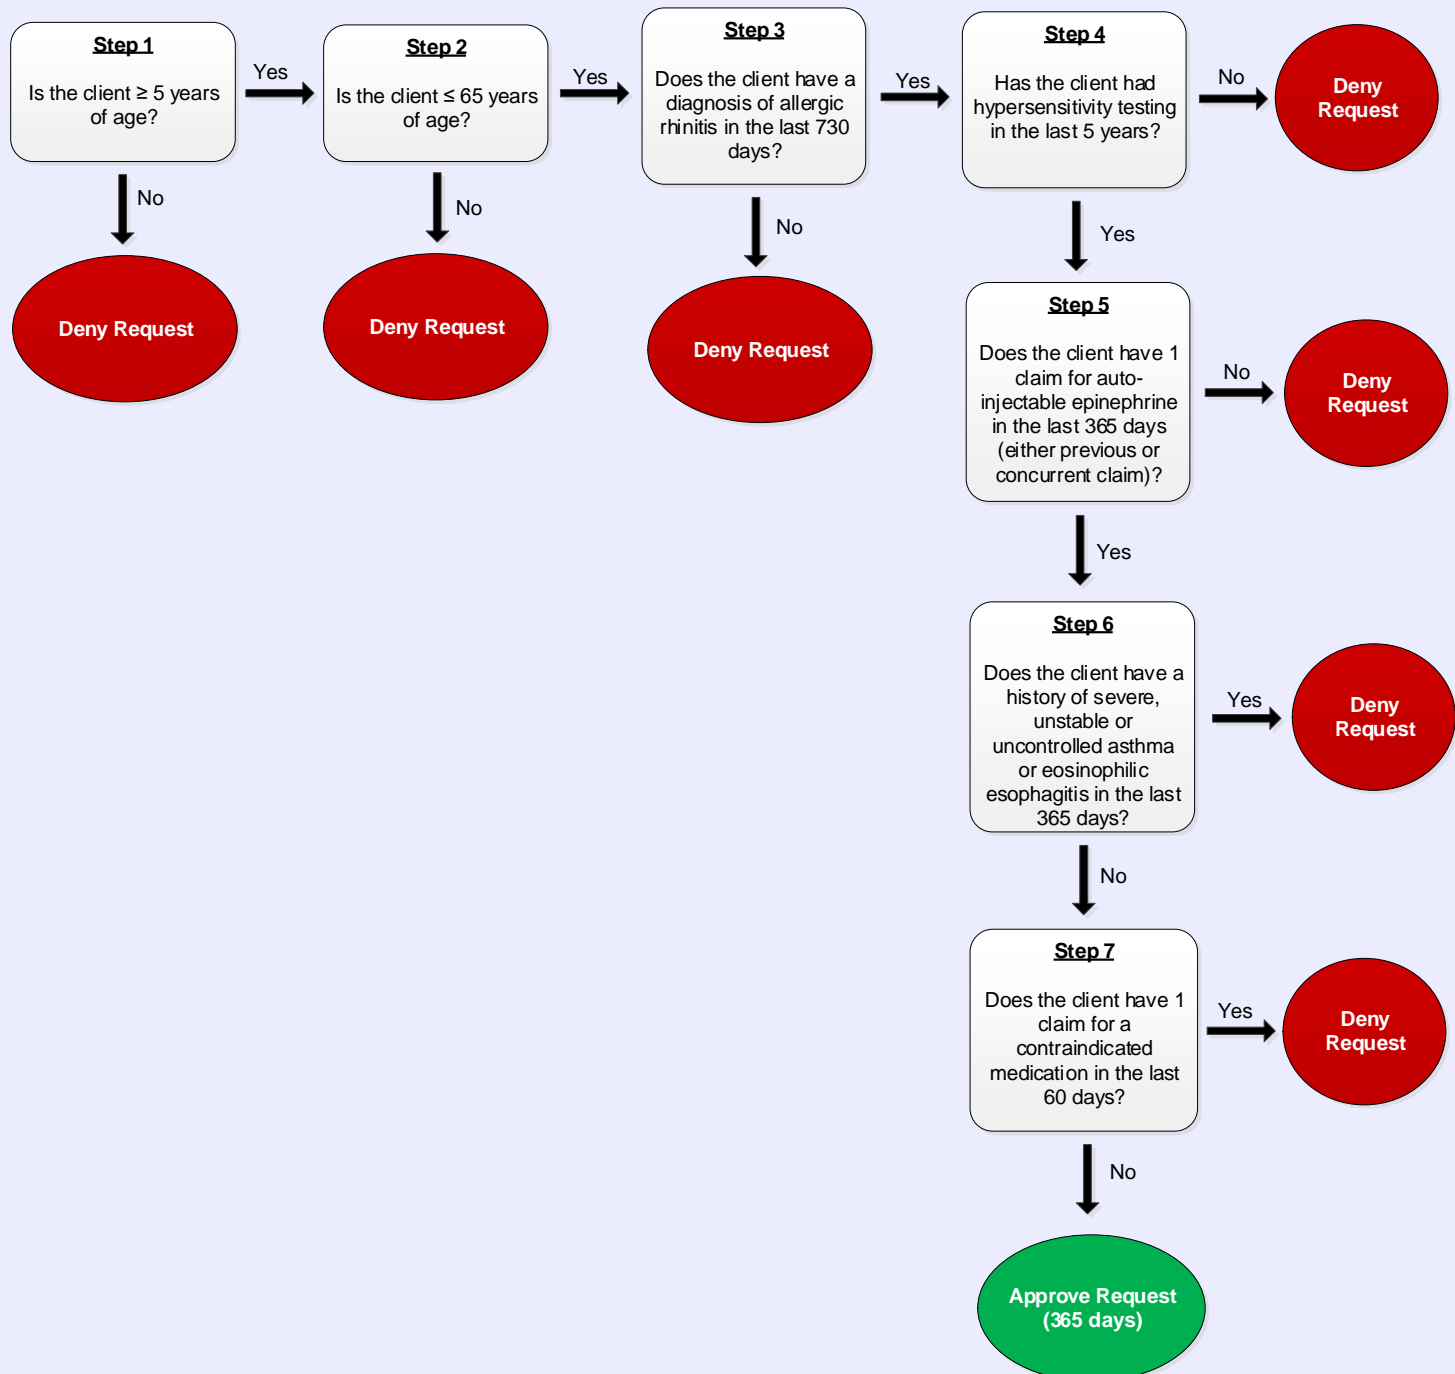 Step 1
Is the client ≥ 5 years
of age?
Yes
No
Deny Request
Step 2
Is the client ≤ 65 years
of age?
Yes
No
Deny Request
Step 3
Does the client have a
diagnosis of allergic
rhinitis in the last 730
days?
Yes
No
Deny Request
Step 4
Has the client had
hypersensitivity testing
in the last 5 years?
No
Deny
Request
Yes
Step 5
Does the client have 1
claim for auto-
injectable epinephrine
in the last 365 days
(either previous or
concurrent claim)?
No
Deny
Request
Yes
Step 6
Does the client have a
history of severe,
unstable or
uncontrolled asthma
or eosinophilic
esophagitis in the last
365 days?
Yes
Deny
Request
No
Step 7
Does the client have 1
claim for a
contraindicated
medication in the last
60 days?
Yes
Deny
Request
No
Approve Request
(365 days)